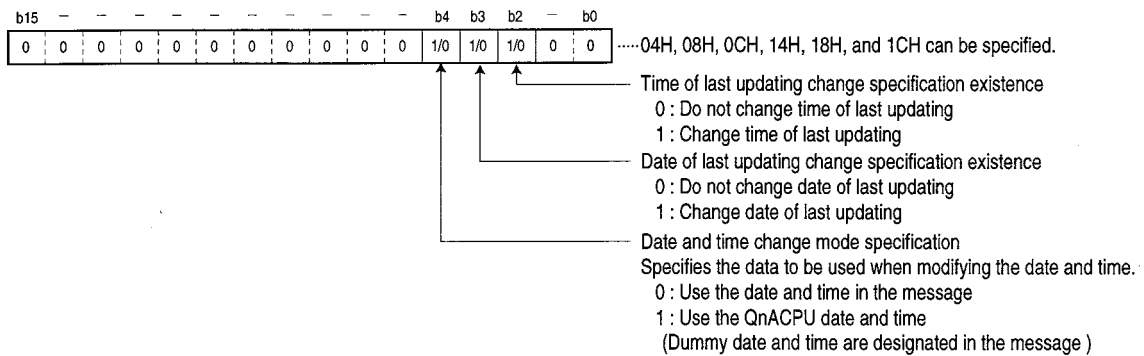 b15 – – – – – – – – – – b4 b3 b2 – b0
0 0 0 0 0 0 0 0 0 0 0 1/0 1/0 1/0 0 0 ·····04H, 08H, 0CH, 14H, 18H, and 1CH can be specified.
Time of last updating change specification existence
0 : Do not change time of last updating
1 : Change time of last updating
Date of last updating change specification existence
0 : Do not change date of last updating
1 : Change date of last updating
Date and time change mode specification
Specifies the data to be used when modifying the date and time.
0 : Use the date and time in the message
1 : Use the QnACPU date and time
(Dummy date and time are designated in the message )